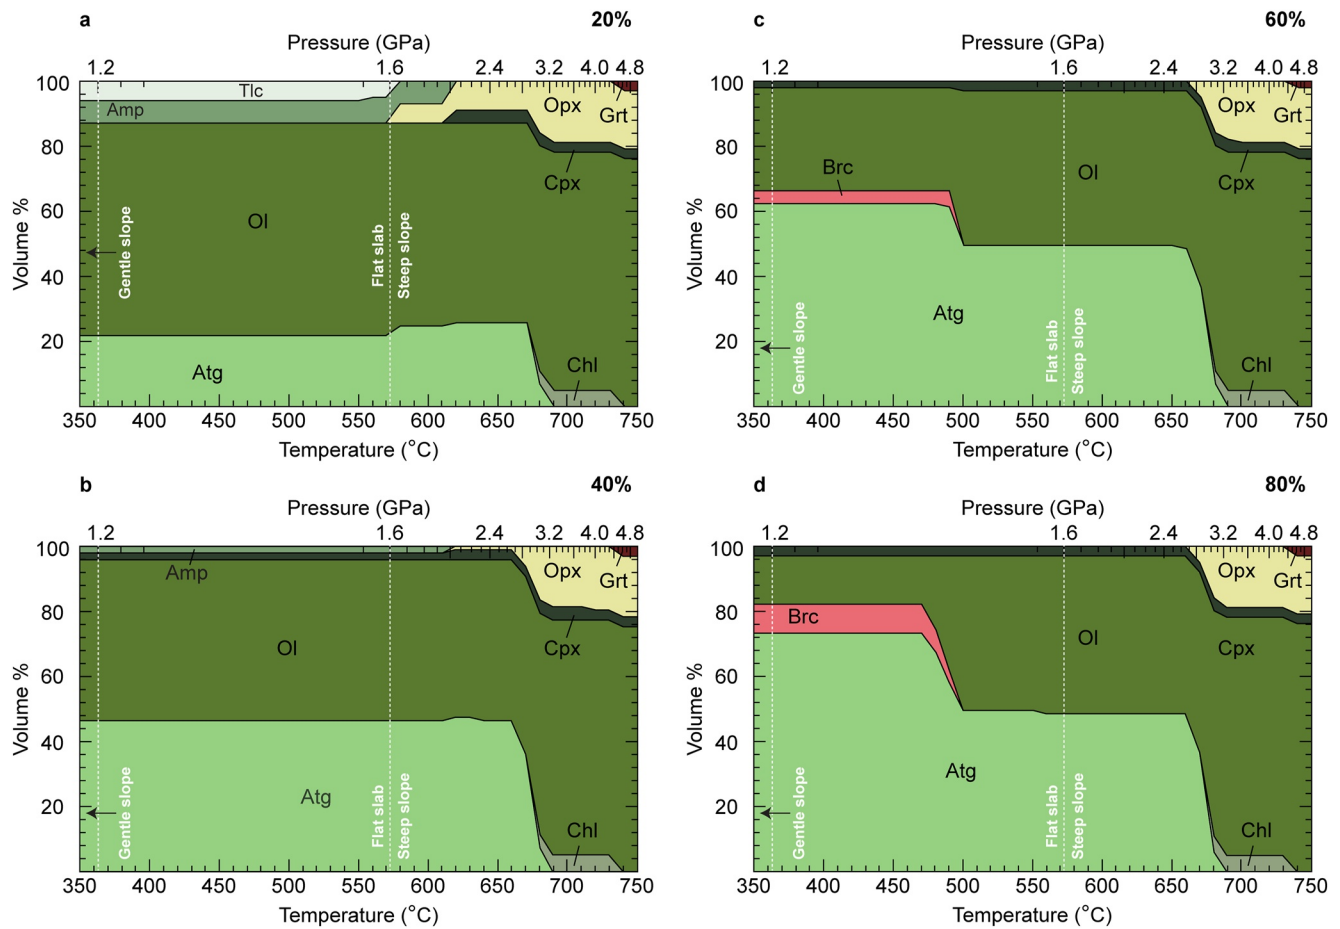 a 20%
Pressure (GPa)
1.2 1.6 2.4 3.2 4.0 4.8
100
80
60
40
20
Volume %
Tlc
Amp
Opx
Grt
Cpx
Ol
Gentle slope
Flat slab
Steep slope
Atg
Chl
350 400 450 500 550 600 650 700 750
Temperature (°C)
c 60%
Pressure (GPa)
1.2 1.6 2.4 3.2 4.0 4.8
100
80
60
40
20
Volume %
Opx
Grt
Brc
Ol
Cpx
Atg
Gentle slope
Flat slab
Steep slope
Chl
350 400 450 500 550 600 650 700 750
Temperature (°C)
b 40%
Pressure (GPa)
1.2 1.6 2.4 3.2 4.0 4.8
100
80
60
40
20
Volume %
Amp
Opx
Grt
Ol
Cpx
Atg
Gentle slope
Flat slab
Steep slope
Chl
350 400 450 500 550 600 650 700 750
Temperature (°C)
d 80%
Pressure (GPa)
1.2 1.6 2.4 3.2 4.0 4.8
100
80
60
40
20
Volume %
Opx
Grt
Brc
Ol
Cpx
Atg
Gentle slope
Flat slab
Steep slope
Chl
350 400 450 500 550 600 650 700 750
Temperature (°C)